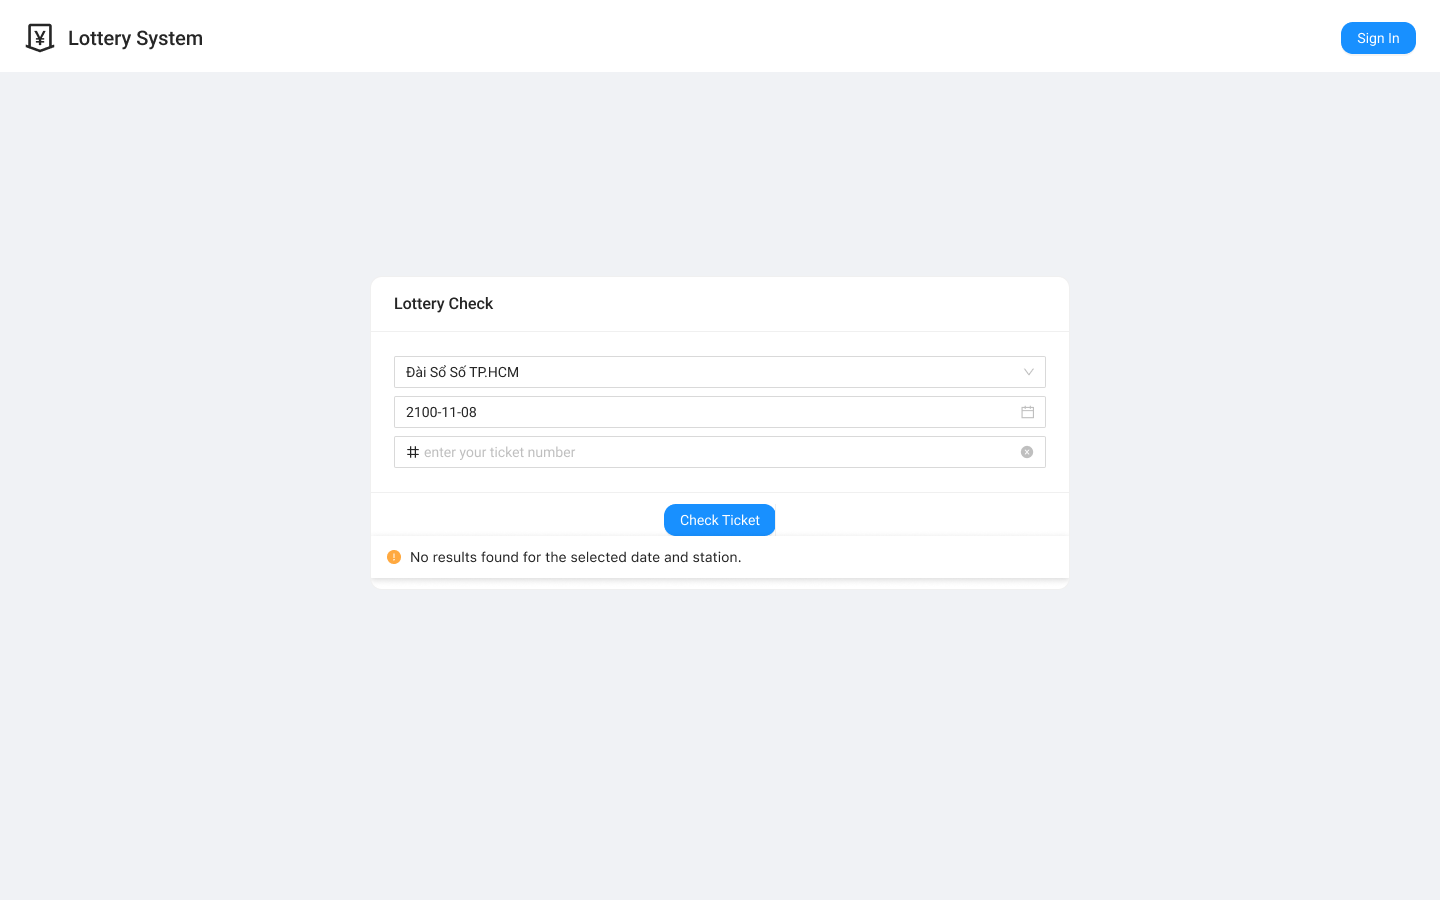 Lottery System
Sign In
Lottery Check
Đài Sổ Số TP.HCM
2100-11-08
# enter your ticket number
Check Ticket
No results found for the selected date and station.